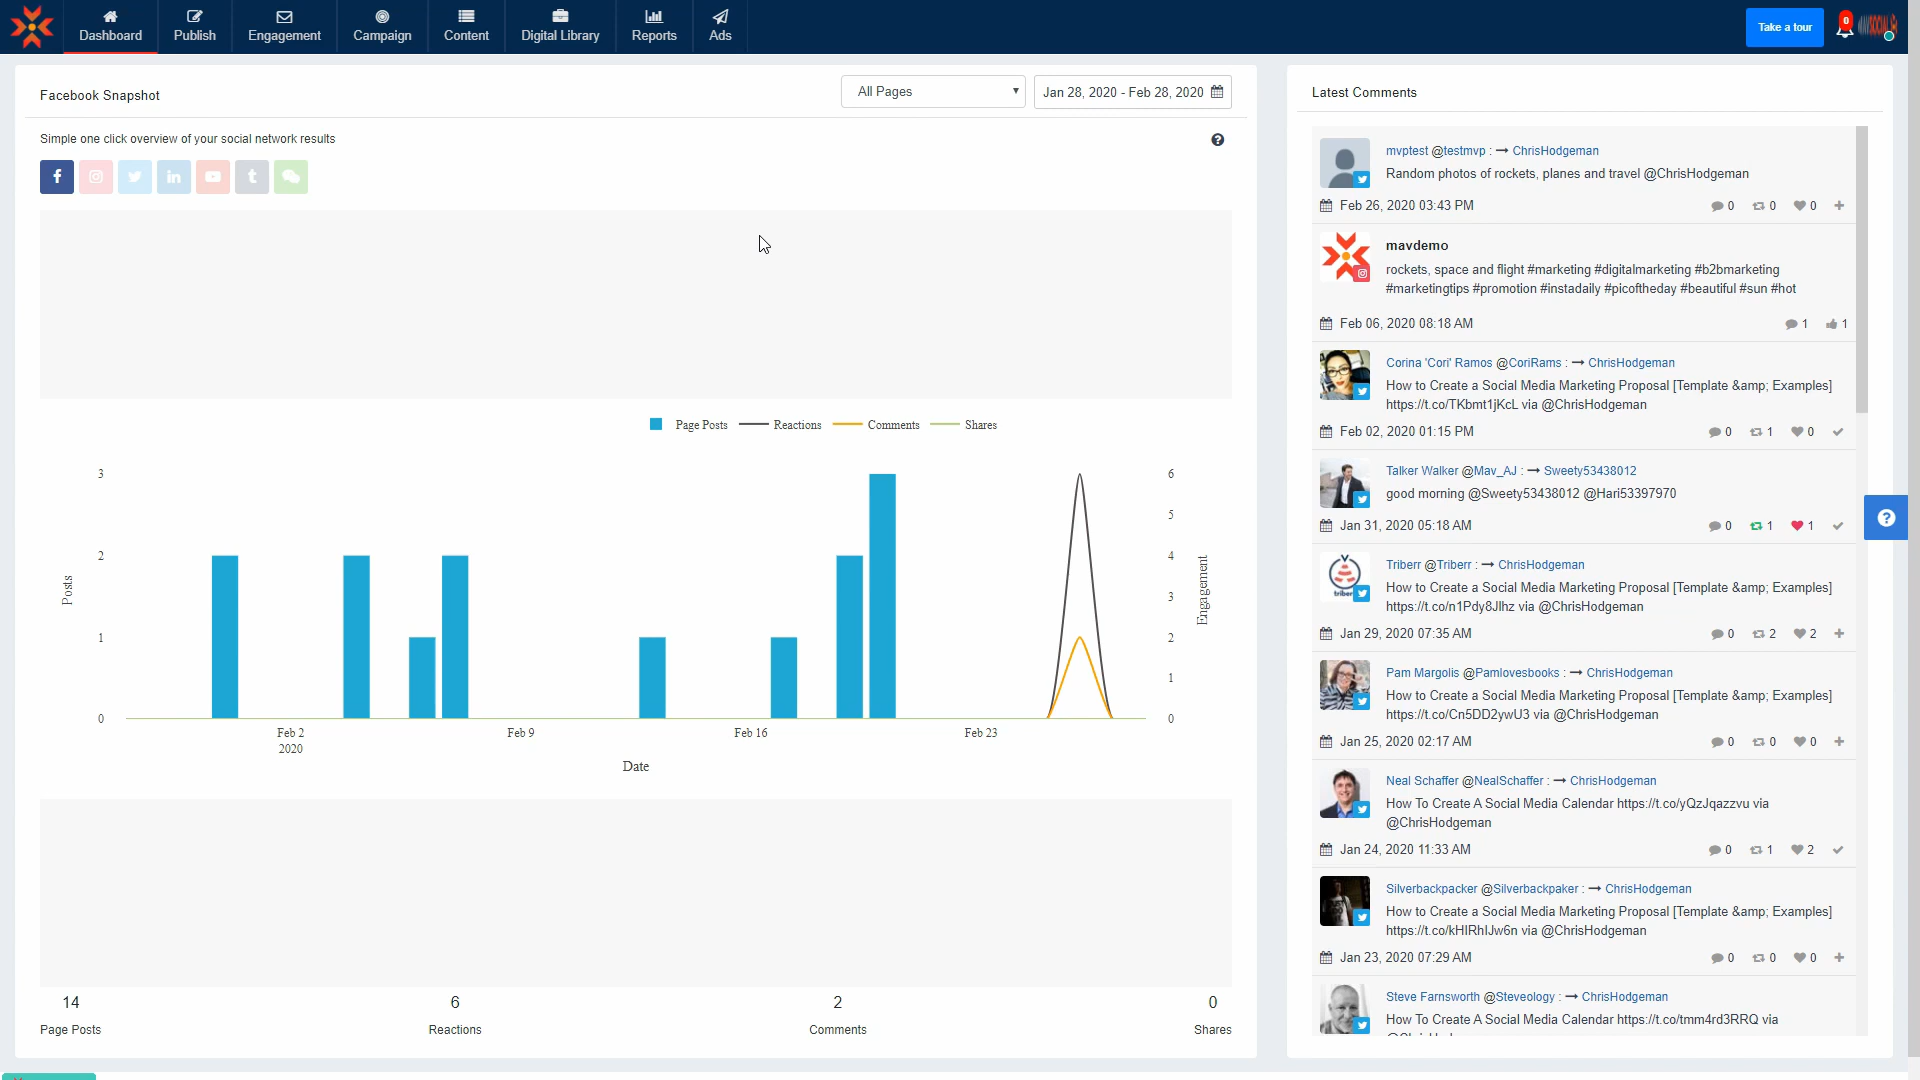 Dashboard
Publish
Engagement
Campaign
Content
Digital Library
Reports
Ads
Take a tour
0
Facebook Snapshot
All Pages
Jan 28, 2020 - Feb 28, 2020
Simple one click overview of your social network results
Page Posts
Reactions
Comments
Shares
3
2
1
0
Posts
6
5
4
3
2
1
0
Engagement
Feb 2
2020
Feb 9
Feb 16
Feb 23
Date
14
Page Posts
6
Reactions
2
Comments
0
Shares
Latest Comments
mvptest @testmvp : → ChrisHodgeman
Random photos of rockets, planes and travel @ChrisHodgeman
Feb 26, 2020 03:43 PM 0 0 0
mavdemo
rockets, space and flight #marketing #digitalmarketing #b2bmarketing
#marketingtips #promotion #instadaily #picoftheday #beautiful #sun #hot
Feb 06, 2020 08:18 AM 1 1
Corina 'Cori' Ramos @CoriRams : → ChrisHodgeman
How to Create a Social Media Marketing Proposal [Template &amp; Examples]
https://t.co/TKbmt1jKcL via @ChrisHodgeman
Feb 02, 2020 01:15 PM 0 1 0
Talker Walker @Mav_AJ : → Sweety53438012
good morning @Sweety53438012 @Hari53397970
Jan 31, 2020 05:18 AM 0 1 1
Triberr @Triberr : → ChrisHodgeman
How to Create a Social Media Marketing Proposal [Template &amp; Examples]
https://t.co/n1Pdy8Jlhz via @ChrisHodgeman
Jan 29, 2020 07:35 AM 0 2 2
Pam Margolis @Pamlovesbooks : → ChrisHodgeman
How to Create a Social Media Marketing Proposal [Template &amp; Examples]
https://t.co/Cn5DD2ywU3 via @ChrisHodgeman
Jan 25, 2020 02:17 AM 0 0 0
Neal Schaffer @NealSchaffer : → ChrisHodgeman
How To Create A Social Media Calendar https://t.co/yQzJqazzvu via
@ChrisHodgeman
Jan 24, 2020 11:33 AM 0 1 2
Silverbackpacker @Silverbackpaker : → ChrisHodgeman
How to Create a Social Media Marketing Proposal [Template &amp; Examples]
https://t.co/kHlRhIJw6n via @ChrisHodgeman
Jan 23, 2020 07:29 AM 0 0 0
Steve Farnsworth @Steveology : → ChrisHodgeman
How To Create A Social Media Calendar https://t.co/tmm4rd3RRQ via